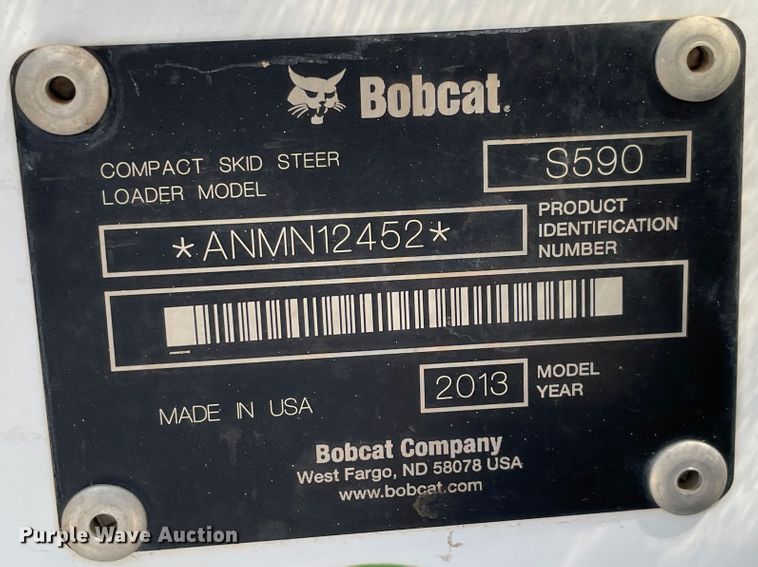 Bobcat®
COMPACT SKID STEER
LOADER MODEL
S590
*ANMN12452*
PRODUCT
IDENTIFICATION
NUMBER
2013
MODEL
YEAR
MADE IN USA
Bobcat Company
West Fargo, ND 58078 USA
www.bobcat.com
Purple Wave Auction